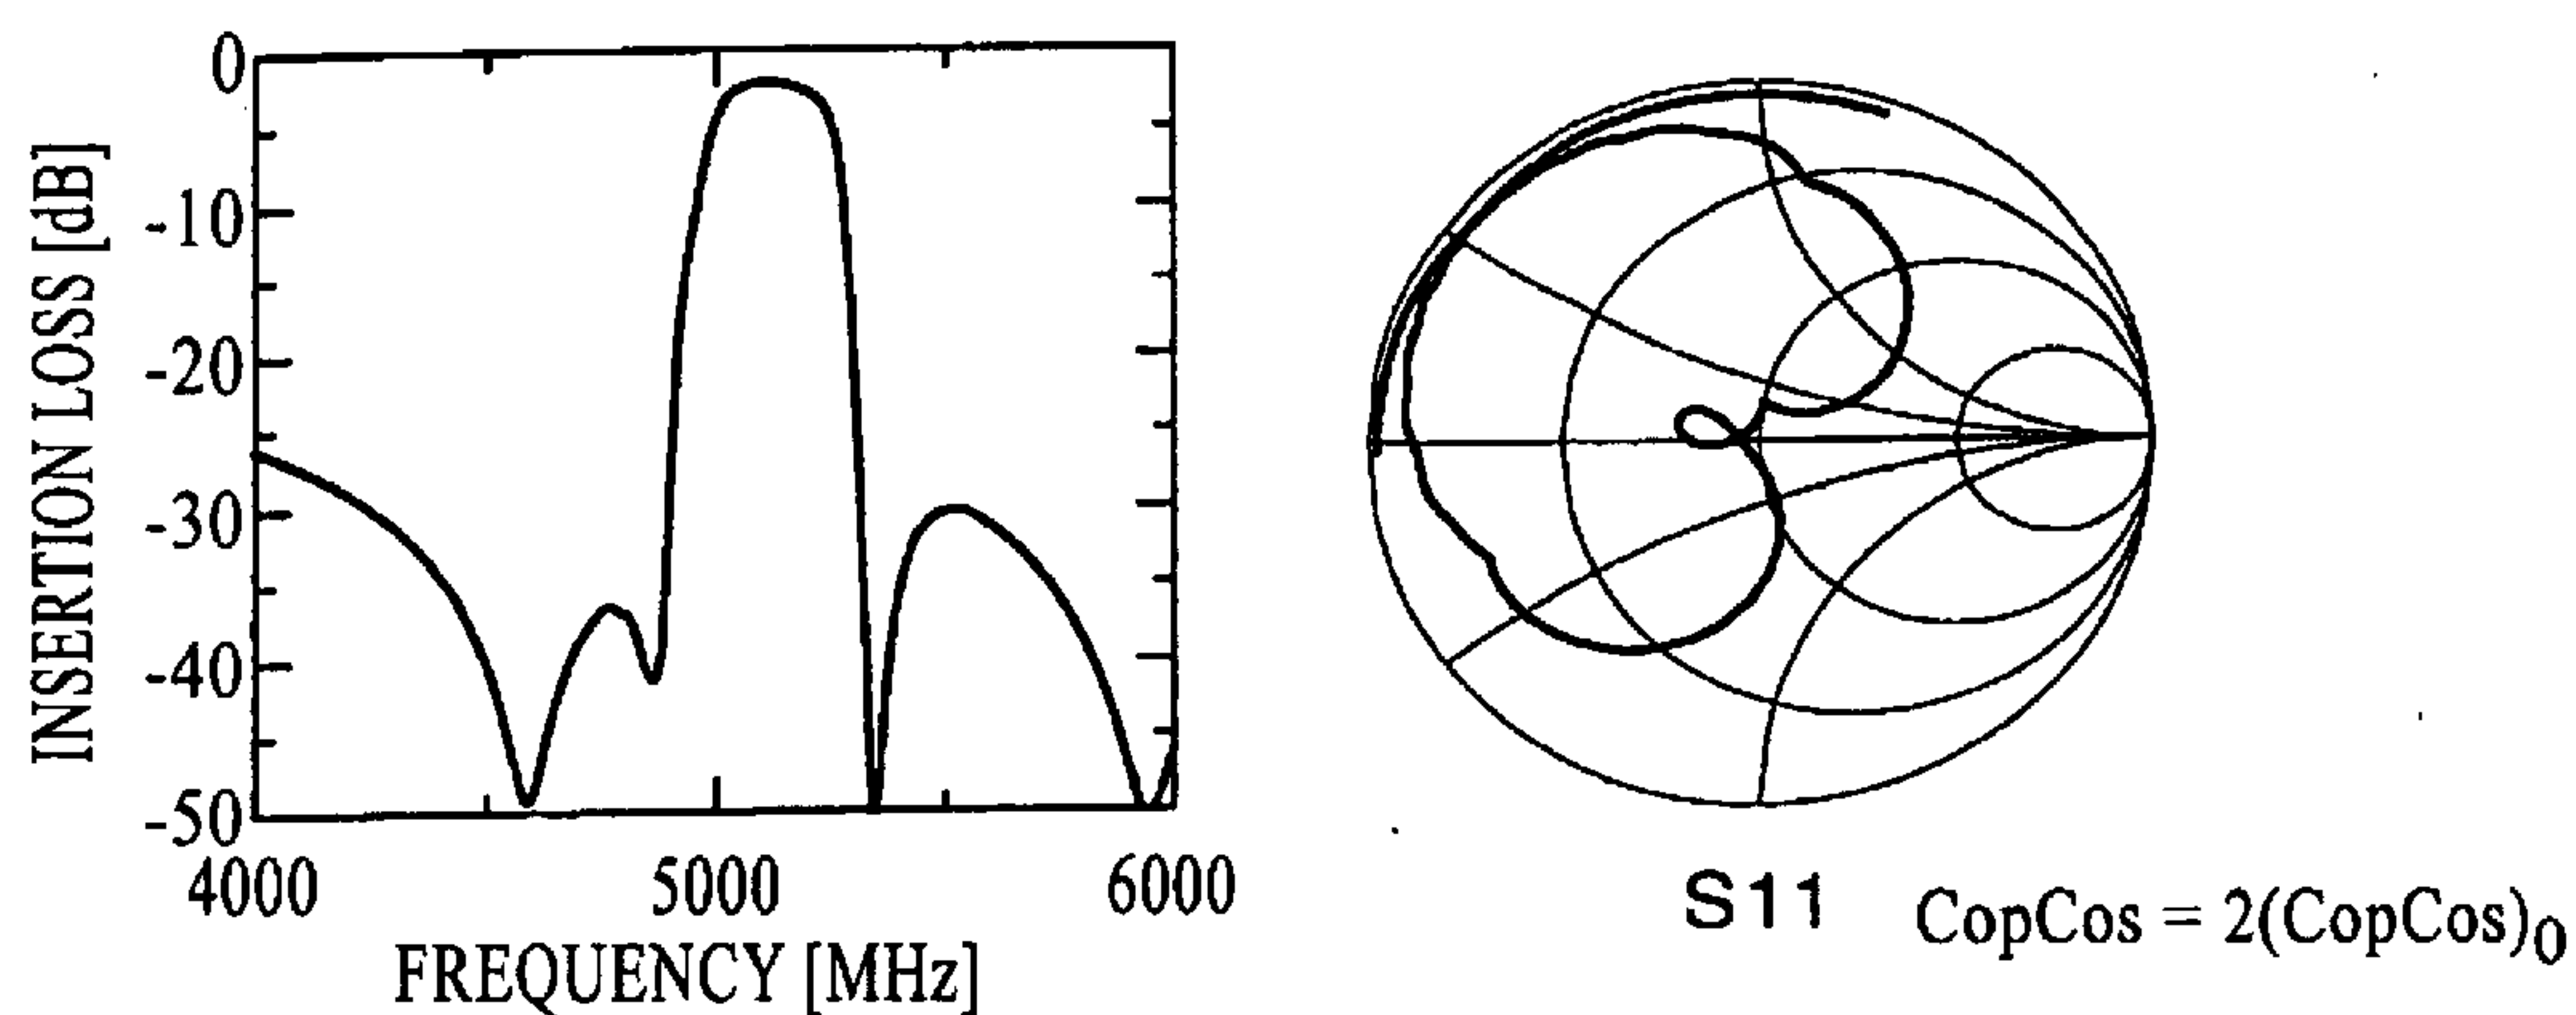 INSERTION LOSS [dB]
0
-10
-20
-30
-40
-50
4000 5000 6000
FREQUENCY [MHz]
S11 CopCos = 2(CopCos)0